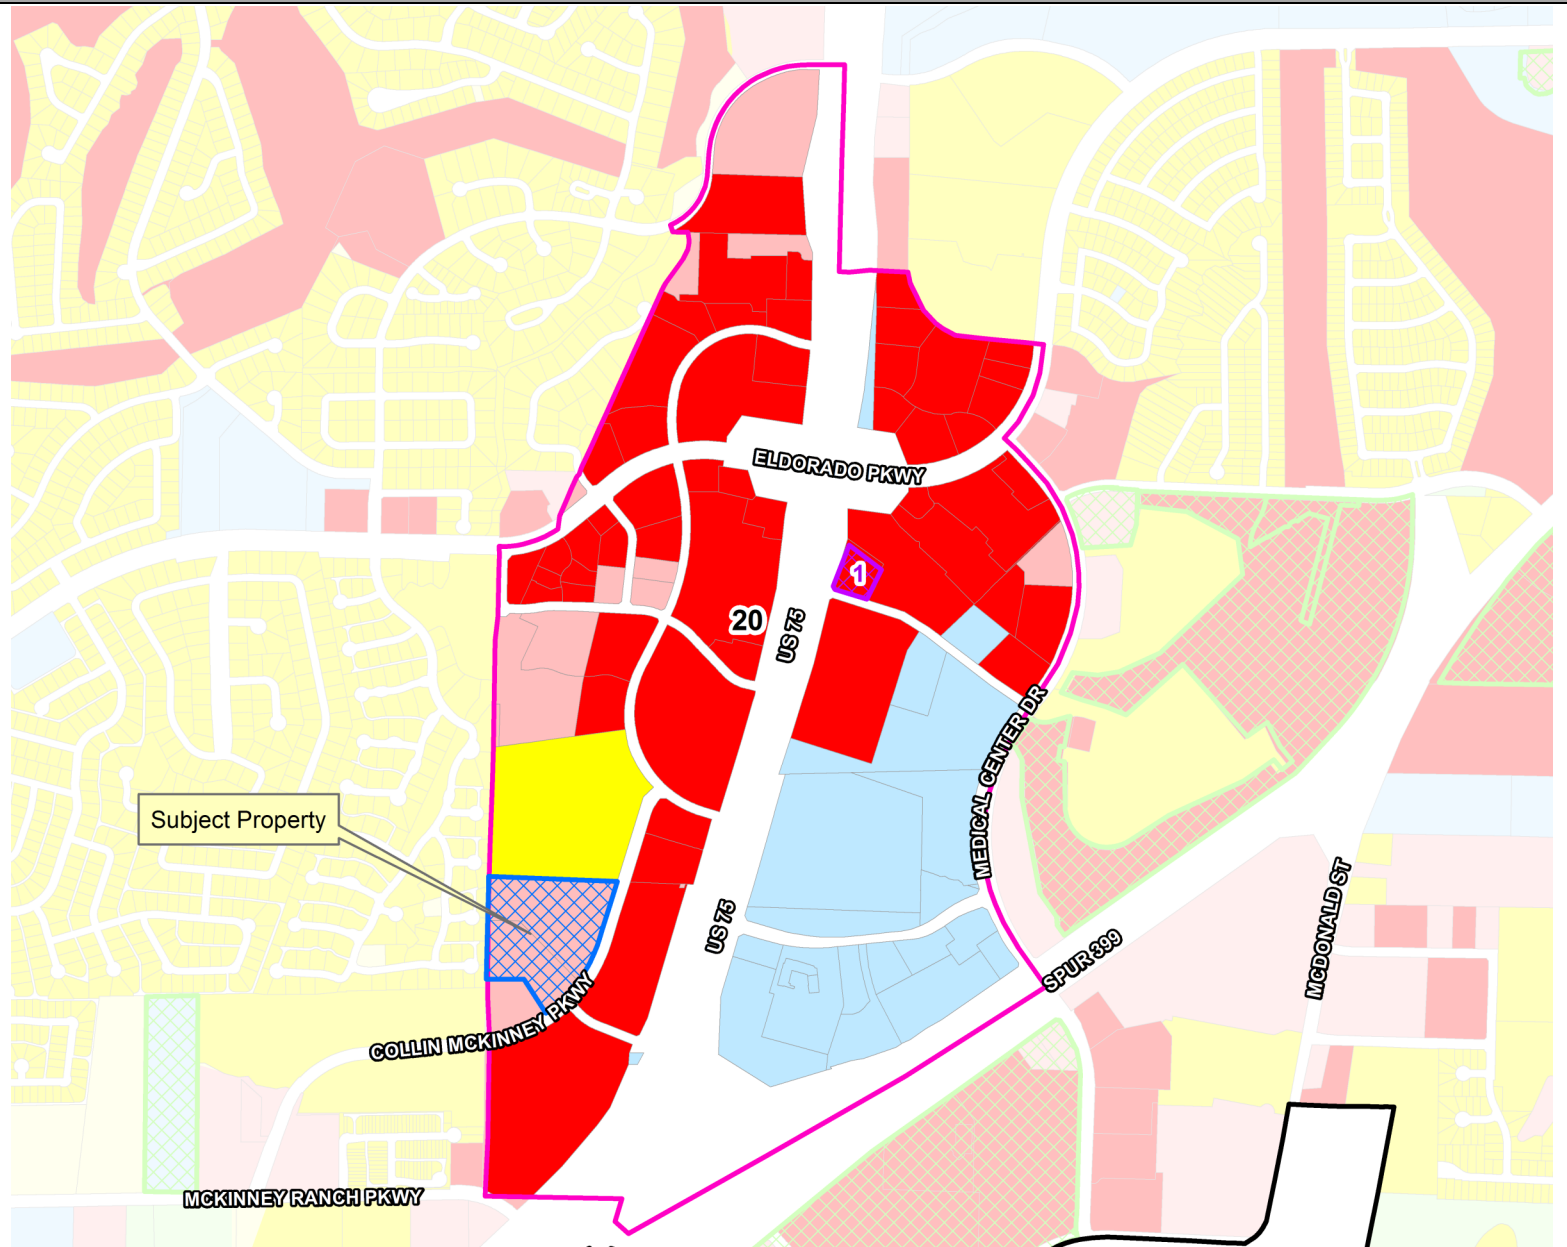 ELDORADO PKWY
1
20
US 75
MEDICAL CENTER DR
Subject Property
US 75
SPUR 399
MCDONALD ST
COLLIN MCKINNEY PKWY
MCKINNEY RANCH PKWY